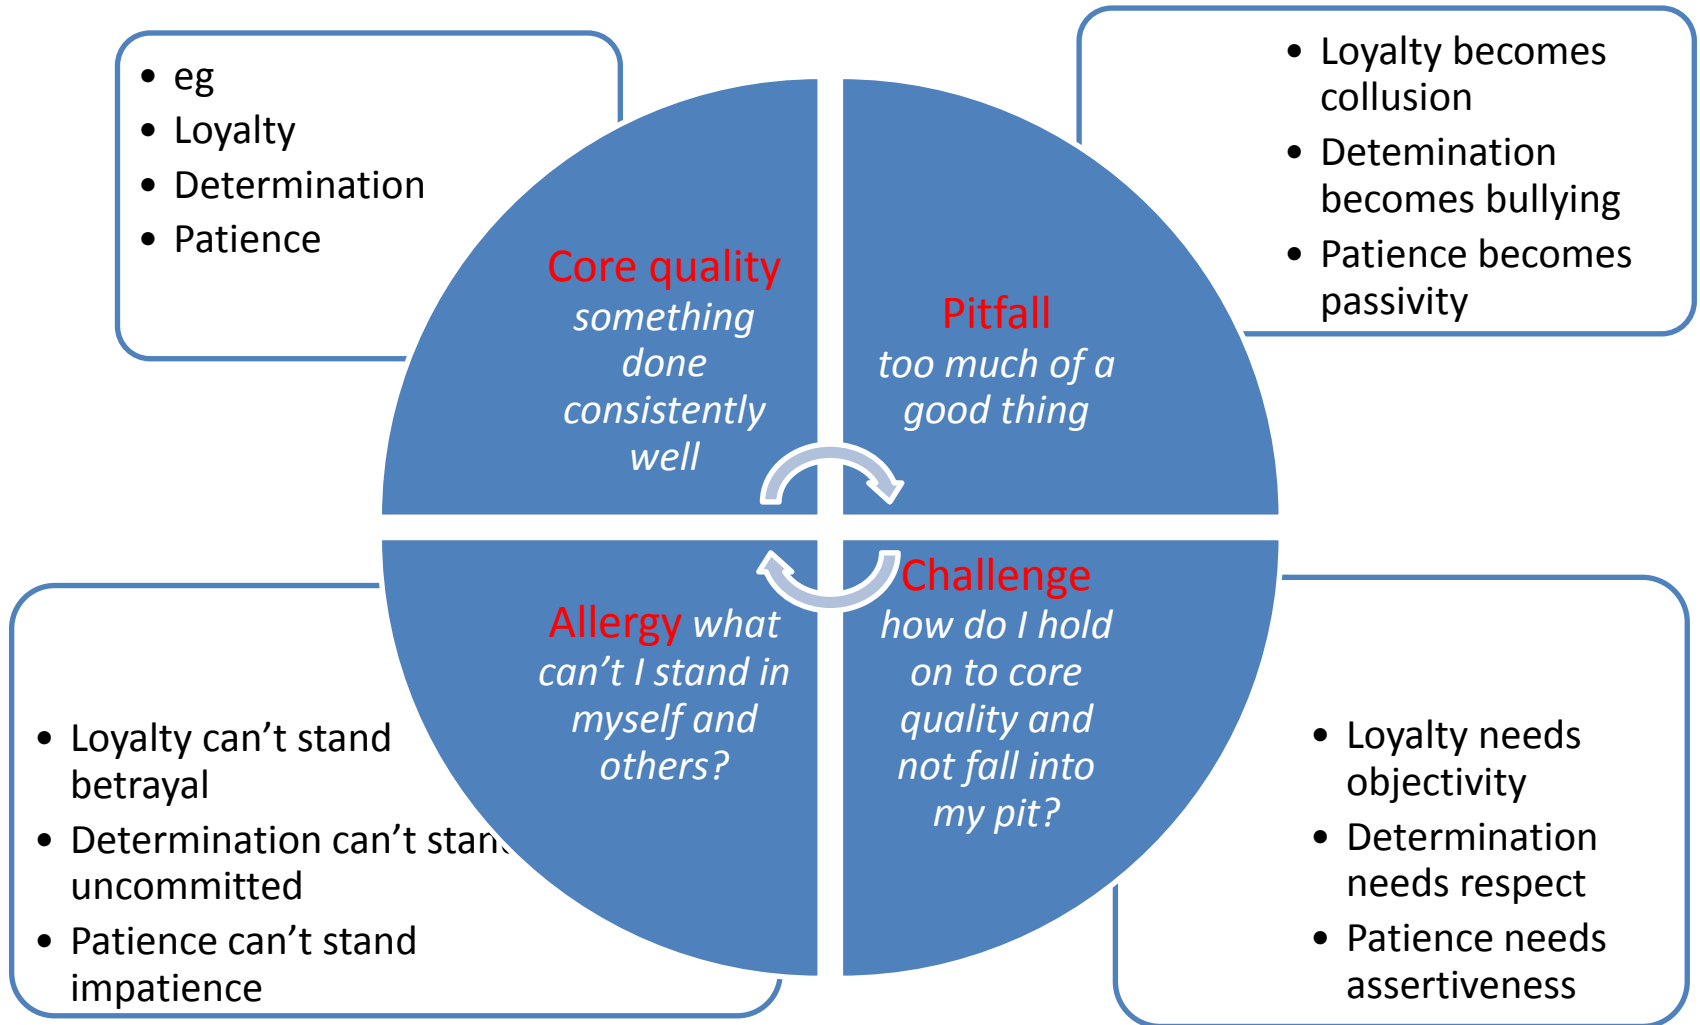 • eg
• Loyalty
• Determination
• Patience
Core quality
something
done
consistently
well
• Loyalty becomes
collusion
• Detemination
becomes bullying
• Patience becomes
passivity
Pitfall
too much of a
good thing
Allergy what
can’t I stand in
myself and
others?
• Loyalty can’t stand
betrayal
• Determination can’t stand
uncommitted
• Patience can’t stand
impatience
Challenge
how do I hold
on to core
quality and
not fall into
my pit?
• Loyalty needs
objectivity
• Determination
needs respect
• Patience needs
assertiveness